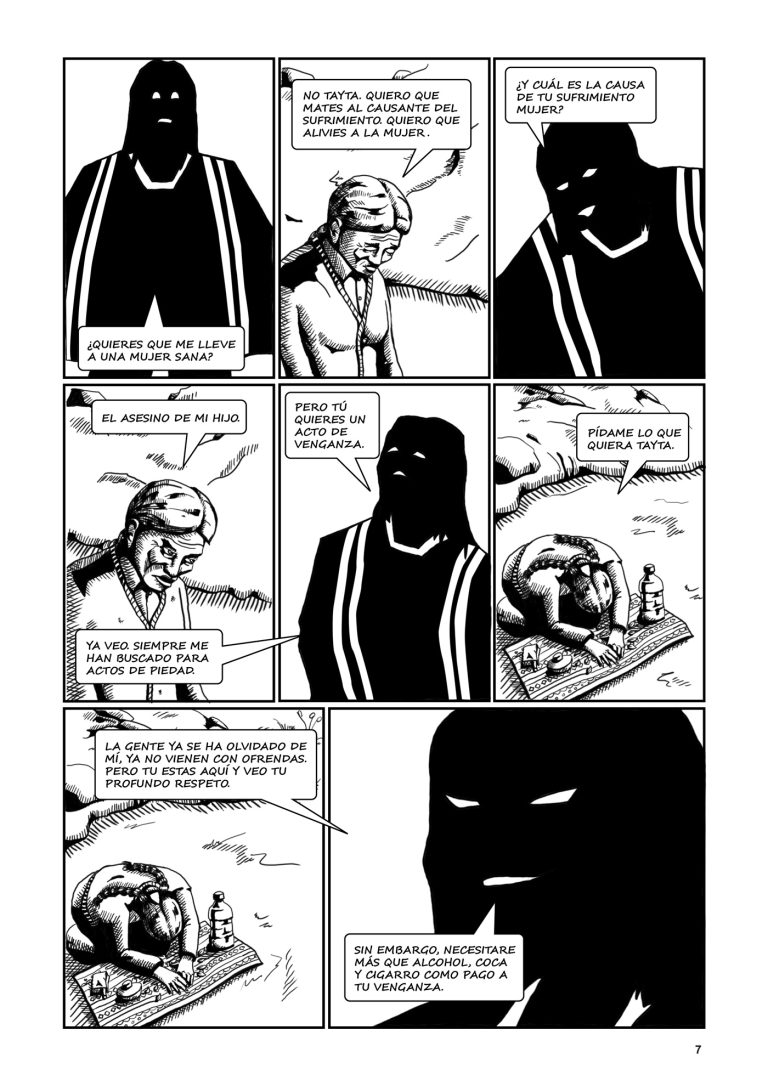 ¿QUIERES QUE ME LLEVE
A UNA MUJER SANA?
NO TAYTA. QUIERO QUE
MATES AL CAUSANTE DEL
SUFRIMIENTO. QUIERO QUE
ALIVIES A LA MUJER.
¿Y CUÁL ES LA CAUSA
DE TU SUFRIMIENTO
MUJER?
EL ASESINO DE MI HIJO.
YA VEO. SIEMPRE ME
HAN BUSCADO PARA
ACTOS DE PIEDAD.
PERO TÚ
QUIERES UN
ACTO DE
VENGANZA.
PÍDAME LO QUE
QUIERA TAYTA.
LA GENTE YA SE HA OLVIDADO DE
MÍ, YA NO VIENEN CON OFRENDAS.
PERO TU ESTAS AQUÍ Y VEO TU
PROFUNDO RESPETO.
SIN EMBARGO, NECESITARE
MÁS QUE ALCOHOL, COCA
Y CIGARRO COMO PAGO A
TU VENGANZA.
7